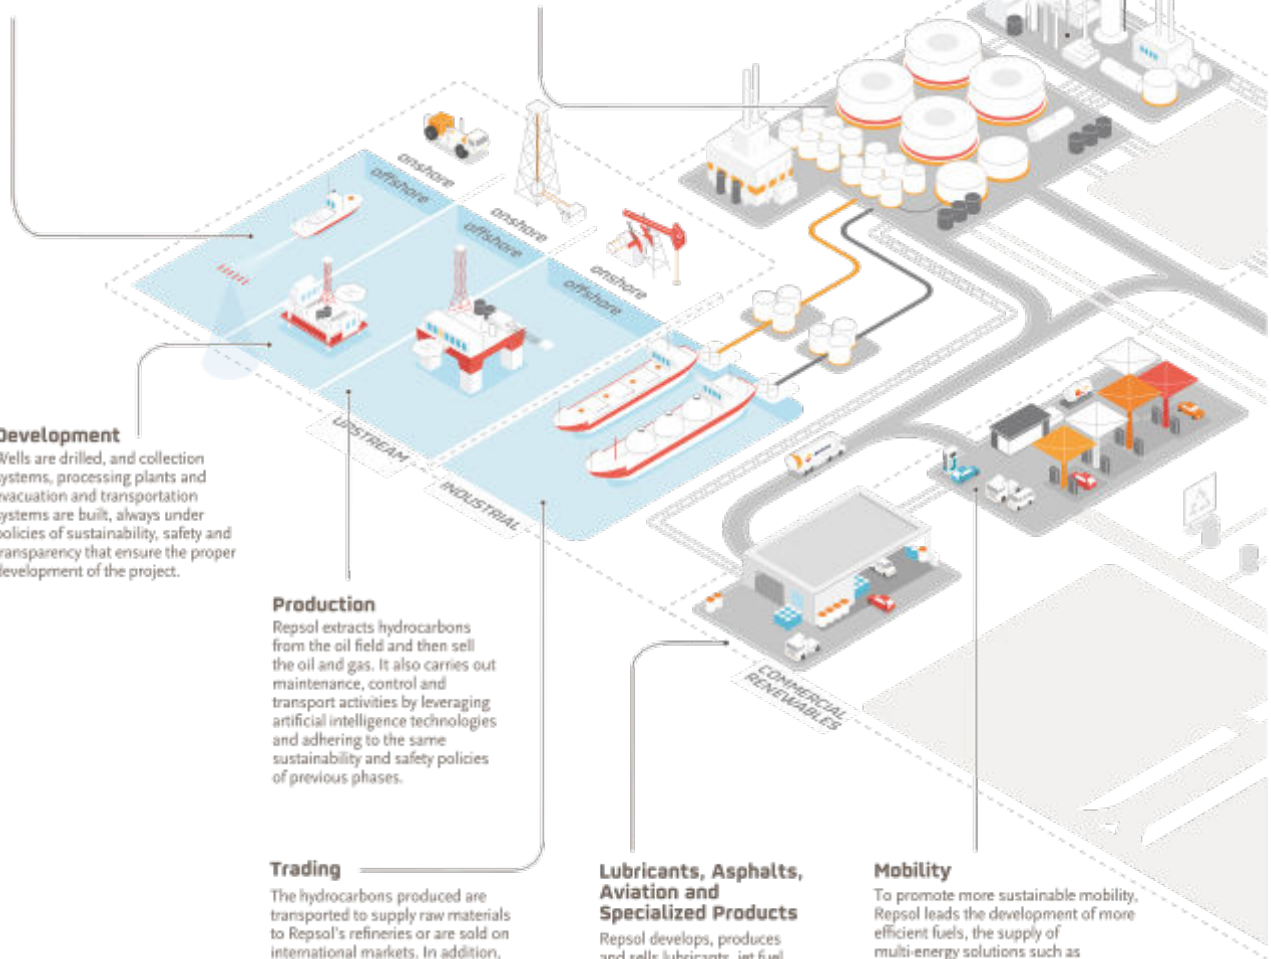 onshore
offshore
onshore
offshore
onshore
offshore
UPSTREAM
INDUSTRIAL
COMMERCIAL
RENEWABLES
Development
Wells are drilled, and collection
systems, processing plants and
evacuation and transportation
systems are built, always under
policies of sustainability, safety and
transparency that ensure the proper
development of the project.
Production
Repsol extracts hydrocarbons
from the oil field and then sell
the oil and gas. It also carries out
maintenance, control and
transport activities by leveraging
artificial intelligence technologies
and adhering to the same
sustainability and safety policies
of previous phases.
Trading
The hydrocarbons produced are
transported to supply raw materials
to Repsol's refineries or are sold on
international markets. In addition,
Lubricants, Asphalts,
Aviation and
Specialized Products
Repsol develops, produces
and sells lubricants, jet fuel
Mobility
To promote more sustainable mobility,
Repsol leads the development of more
efficient fuels, the supply of
multi-energy solutions such as